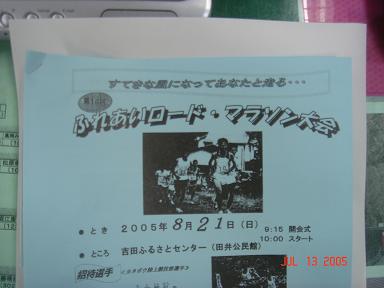 すてきな風になってあなたと走る・・・
ふれあいロード・マラソン大会
● とき 2005年8月21日（日） 9:15 開会式
10:00 スタート
● ところ 吉田ふるさとセンター（田井公民館）
招待選手
JUL 13 2005